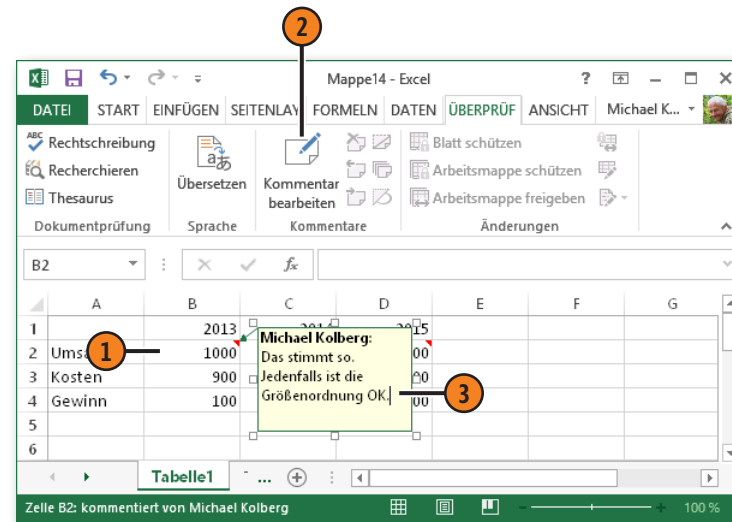 2
Mappe14 - Excel
DATEI START EINFÜGEN SEITENLAY FORMELN DATEN ÜBERPRÜF ANSICHT Michael K...
ABC Rechtschreibung
Recherchieren
Thesaurus
Dokumentprüfung
Übersetzen
Sprache
Kommentar
bearbeiten
Kommentare
Blatt schützen
Arbeitsmappe schützen
Arbeitsmappe freigeben
Änderungen
B2 fx
A B C D E F G
1 2013
2 1000
3 Kosten 900
4 Gewinn 100
5
6
1
Michael Kolberg:
Das stimmt so.
Jedenfalls ist die
Größenordnung OK.
3
Tabelle1 ...
Zelle B2: kommentiert von Michael Kolberg 100 %